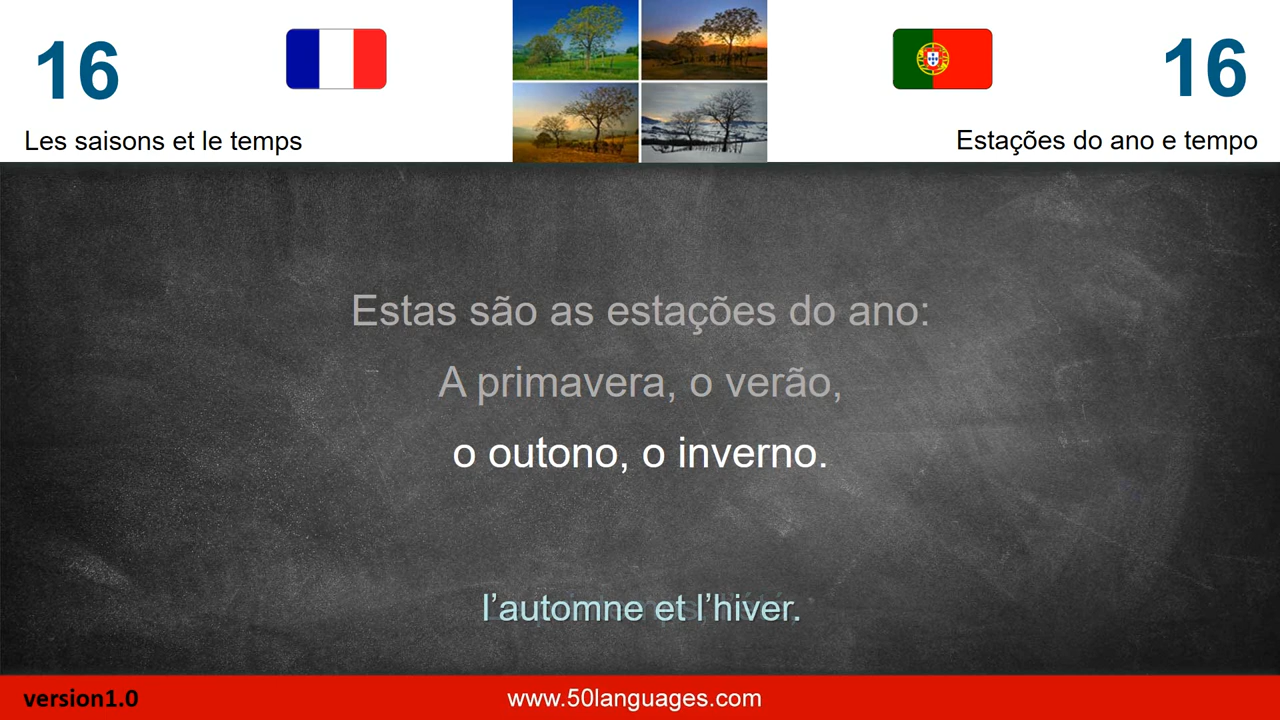 16
16
Les saisons et le temps
Estações do ano e tempo
Estas são as estações do ano:
A primavera, o verão,
o outono, o inverno.
l’automne et l’hiver.
version1.0
www.50languages.com